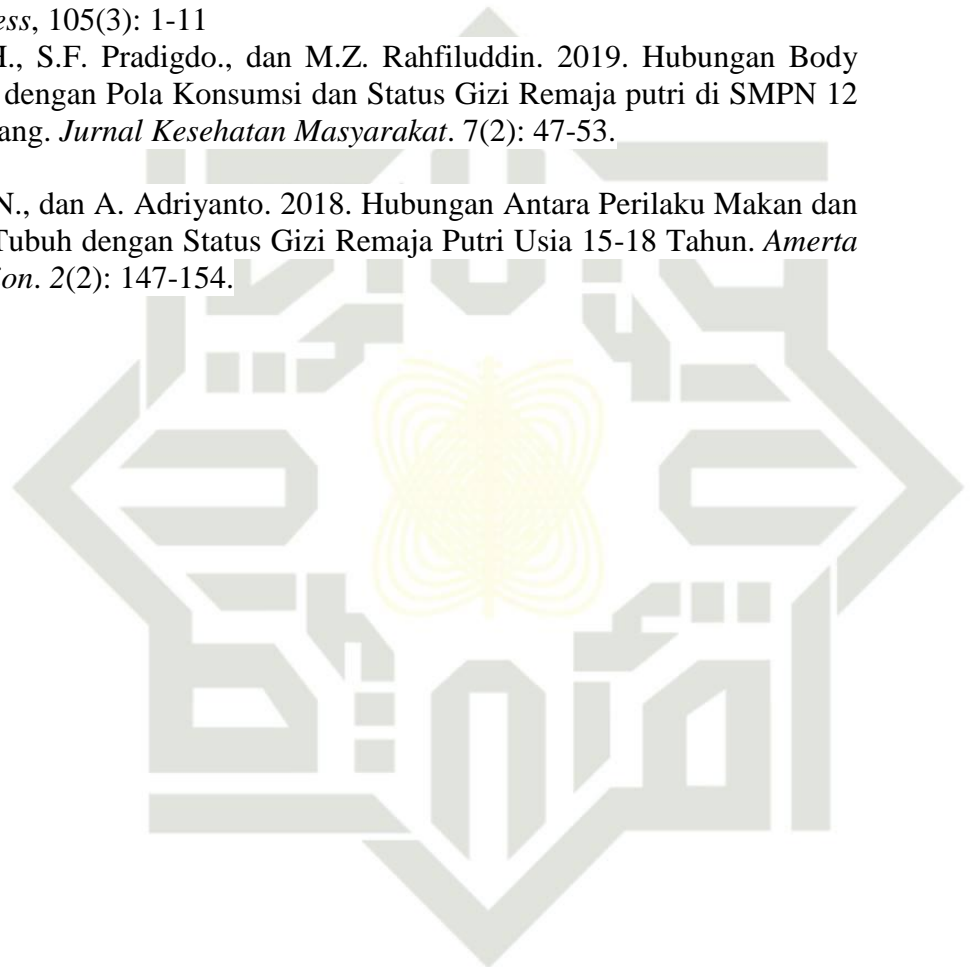 ess, 105(3): 1-11
H., S.F. Pradigdo., dan M.Z. Rahfiluddin. 2019. Hubungan Body
dengan Pola Konsumsi dan Status Gizi Remaja putri di SMPN 12
ang. Jurnal Kesehatan Masyarakat. 7(2): 47-53.
N., dan A. Adriyanto. 2018. Hubungan Antara Perilaku Makan dan
Tubuh dengan Status Gizi Remaja Putri Usia 15-18 Tahun. Amerta
ion. 2(2): 147-154.